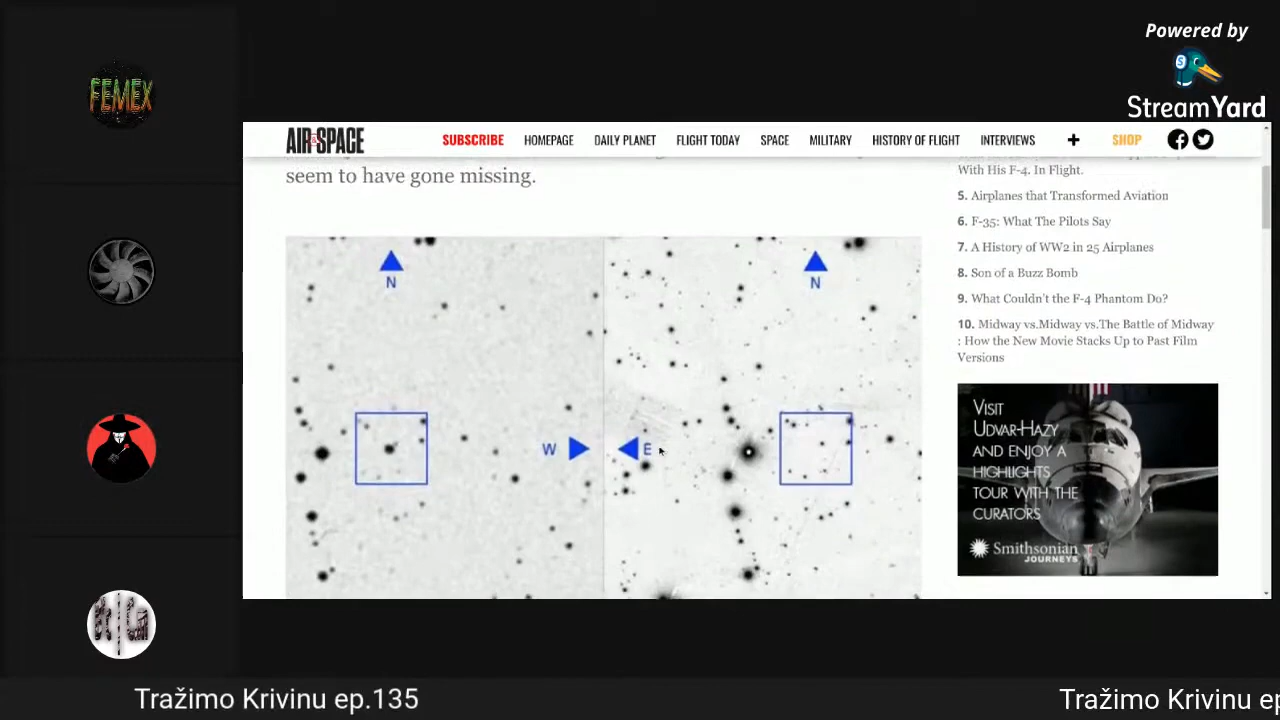 Powered by
StreamYard
FEMEX
AIR&SPACE
SUBSCRIBE HOMEPAGE DAILY PLANET FLIGHT TODAY SPACE MILITARY HISTORY OF FLIGHT INTERVIEWS + SHOP
seem to have gone missing.
With His F-4. In Flight.
5. Airplanes that Transformed Aviation
6. F-35: What The Pilots Say
7. A History of WW2 in 25 Airplanes
8. Son of a Buzz Bomb
9. What Couldn't the F-4 Phantom Do?
10. Midway vs.Midway vs.The Battle of Midway
: How the New Movie Stacks Up to Past Film
Versions
N
N
W
E
VISIT
UDVAR-HAZY
AND ENJOY A
HIGHLIGHTS
TOUR WITH THE
CURATORS
Smithsonian
JOURNEYS
Tražimo Krivinu ep.135
Tražimo Krivinu ep